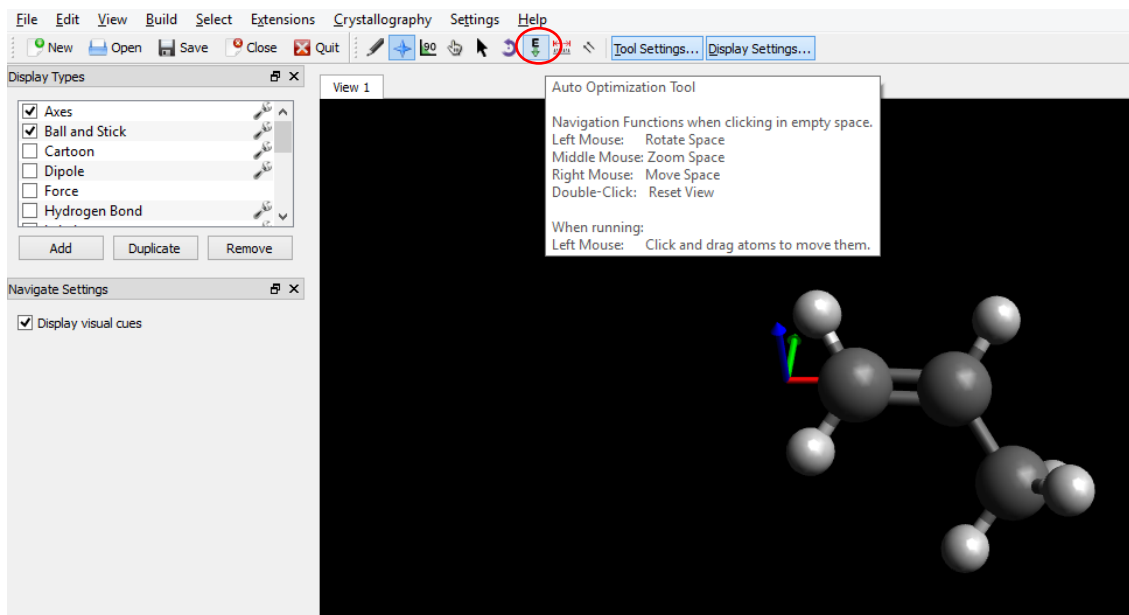 File Edit View Build Select Extensions Crystallography Settings Help
New Open Save Close Quit 90 E Tool Settings... Display Settings...
Display Types
View 1
Axes
Ball and Stick
Cartoon
Dipole
Force
Hydrogen Bond
Add Duplicate Remove
Navigate Settings
Display visual cues
Auto Optimization Tool
Navigation Functions when clicking in empty space.
Left Mouse: Rotate Space
Middle Mouse: Zoom Space
Right Mouse: Move Space
Double-Click: Reset View
When running:
Left Mouse: Click and drag atoms to move them.